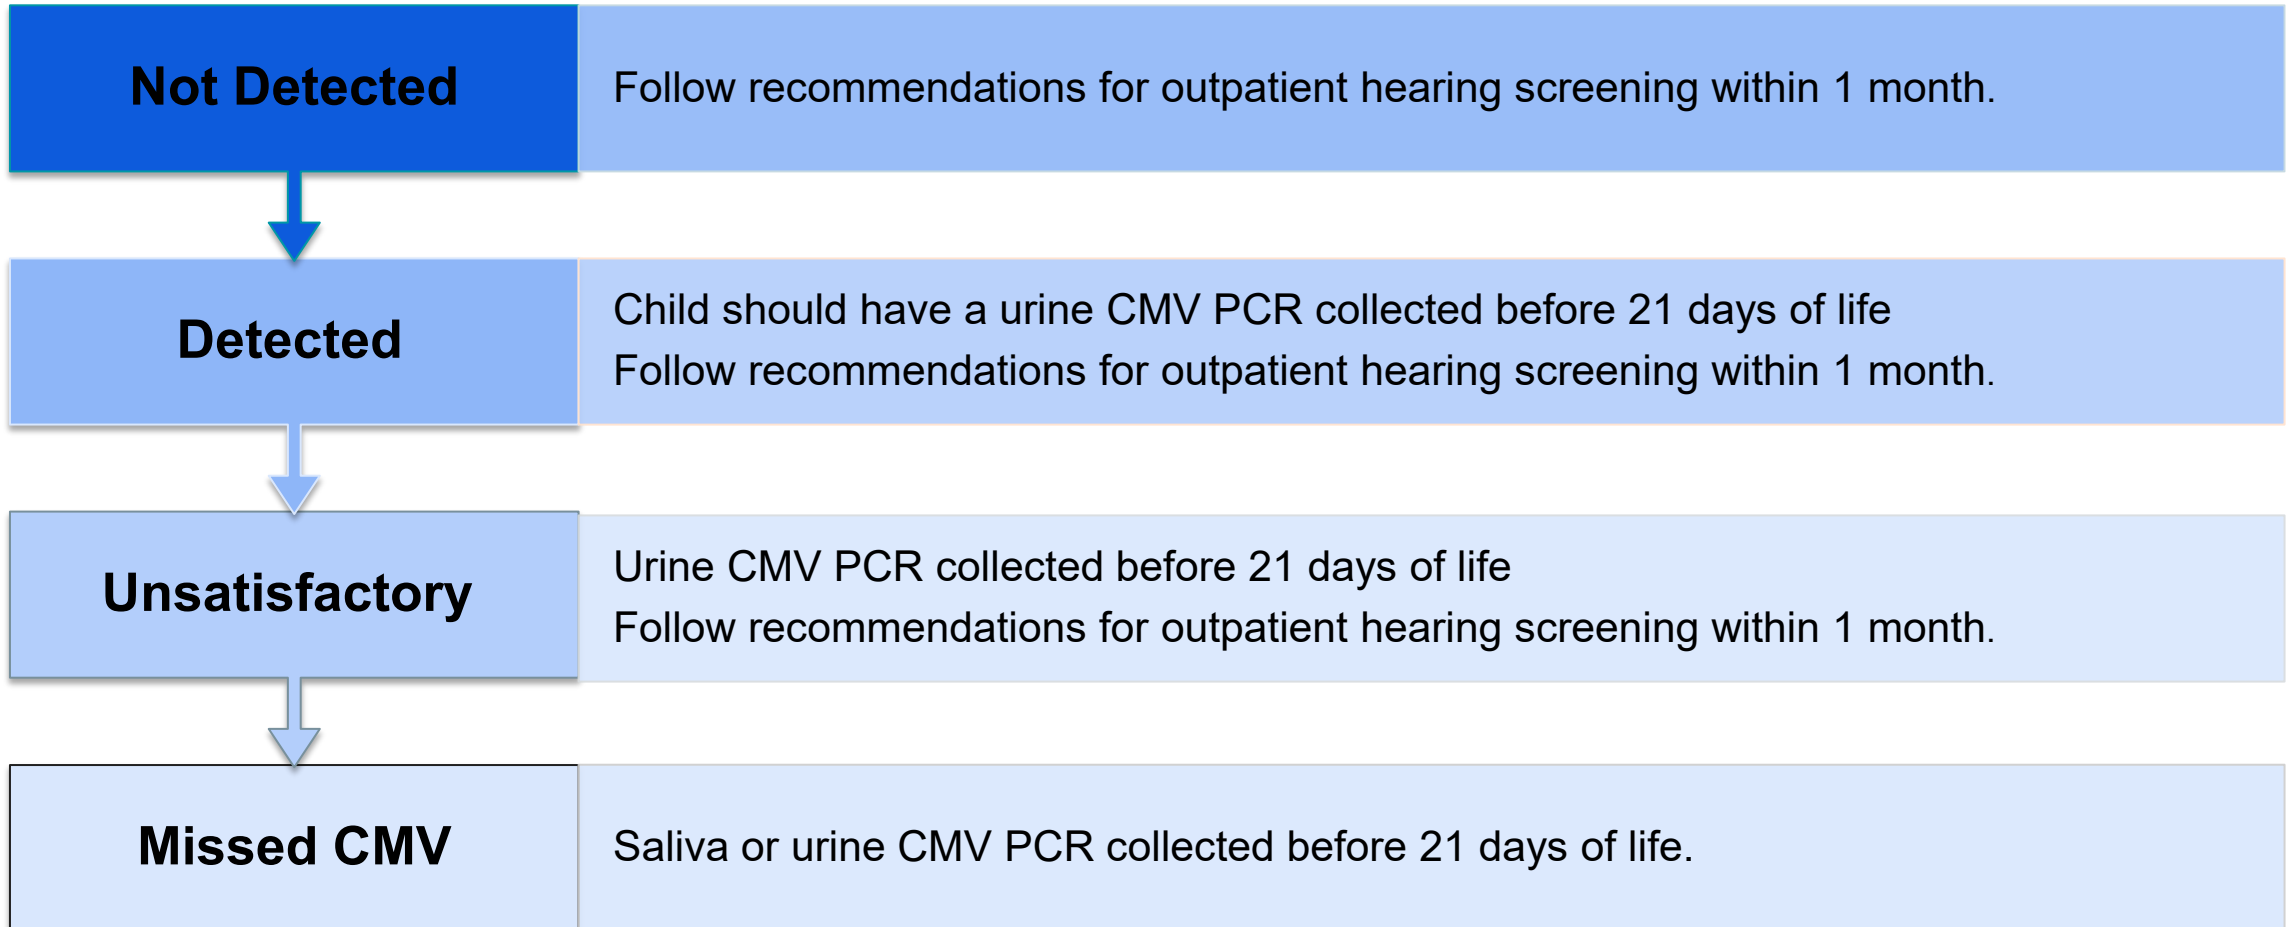 Not Detected
Follow recommendations for outpatient hearing screening within 1 month.
Detected
Child should have a urine CMV PCR collected before 21 days of life
Follow recommendations for outpatient hearing screening within 1 month.
Unsatisfactory
Urine CMV PCR collected before 21 days of life
Follow recommendations for outpatient hearing screening within 1 month.
Missed CMV
Saliva or urine CMV PCR collected before 21 days of life.